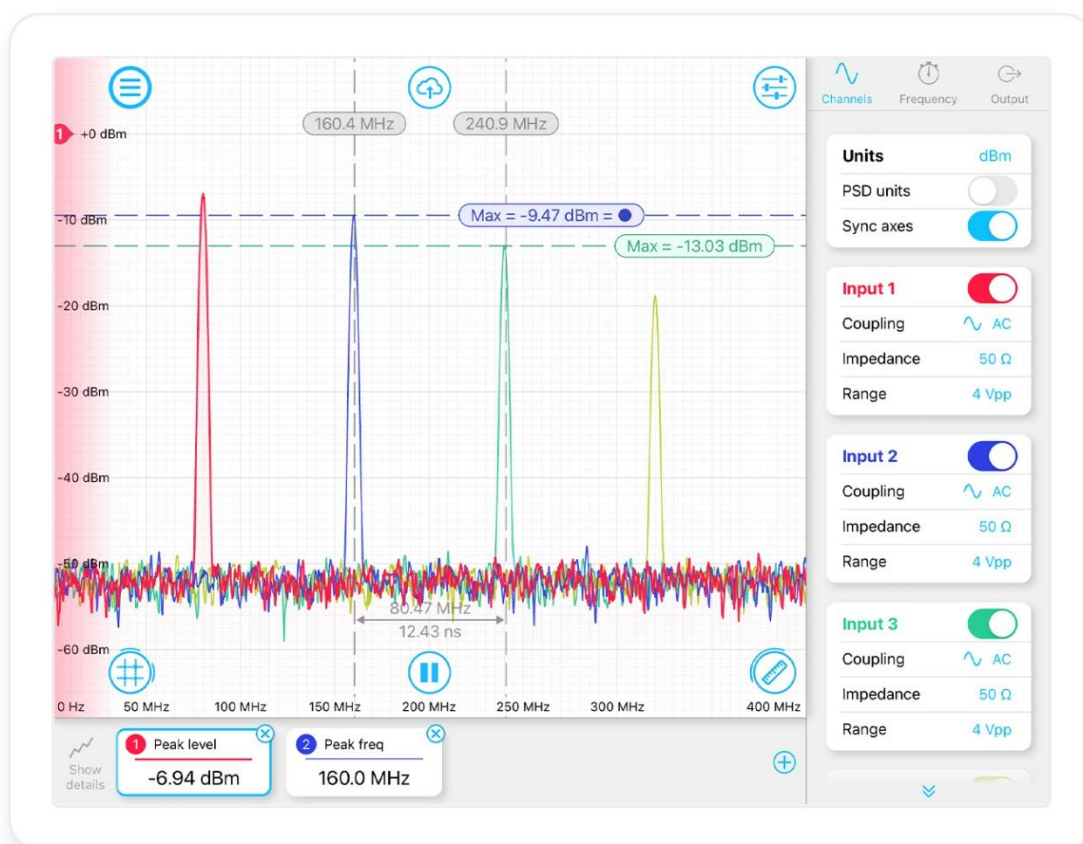 Channels Frequency Output
160.4 MHz 240.9 MHz
1 +0 dBm
Units dBm
PSD units
Sync axes
-10 dBm
Max = -9.47 dBm =
Max = -13.03 dBm
Input 1
Coupling AC
Impedance 50 Ω
Range 4 Vpp
-20 dBm
-30 dBm
-40 dBm
-50 dBm
-60 dBm
Input 2
Coupling AC
Impedance 50 Ω
Range 4 Vpp
80.47 MHz
12.43 ns
Input 3
Coupling AC
Impedance 50 Ω
Range 4 Vpp
0 Hz 50 MHz 100 MHz 150 MHz 200 MHz 250 MHz 300 MHz 400 MHz
Show
details
1 Peak level
-6.94 dBm
2 Peak freq
160.0 MHz